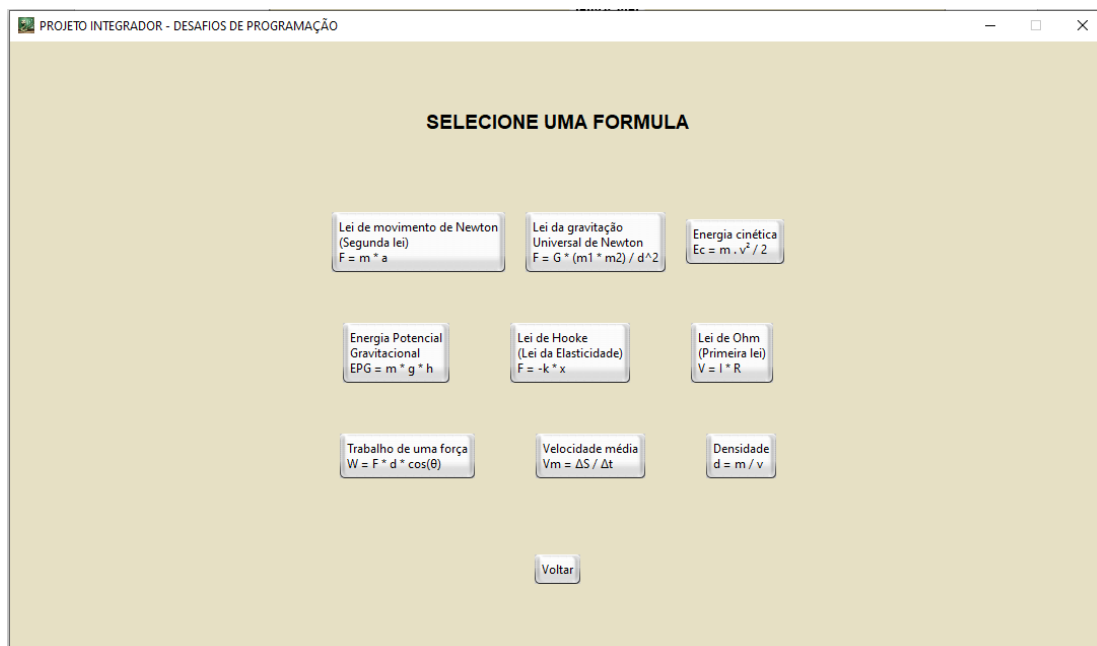 PROJETO INTEGRADOR - DESAFIOS DE PROGRAMAÇÃO
SELECIONE UMA FORMULA
Lei de movimento de Newton
(Segunda lei)
F = m * a
Lei da gravitação
Universal de Newton
F = G * (m1 * m2) / d^2
Energia cinética
Ec = m . v² / 2
Energia Potencial
Gravitacional
EPG = m * g * h
Lei de Hooke
(Lei da Elasticidade)
F = -k * x
Lei de Ohm
(Primeira lei)
V = I * R
Trabalho de uma força
W = F * d * cos(θ)
Velocidade média
Vm = ΔS / Δt
Densidade
d = m / v
Voltar